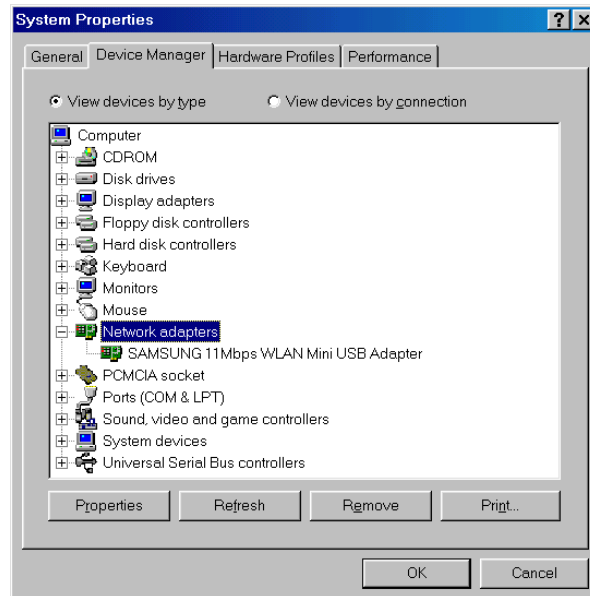 System Properties
General Device Manager Hardware Profiles Performance
View devices by type View devices by connection
Computer
CDROM
Disk drives
Display adapters
Floppy disk controllers
Hard disk controllers
Keyboard
Monitors
Mouse
Network adapters
SAMSUNG 11Mbps WLAN Mini USB Adapter
PCMCIA socket
Ports (COM & LPT)
Sound, video and game controllers
System devices
Universal Serial Bus controllers
Properties Refresh Remove Print...
OK Cancel